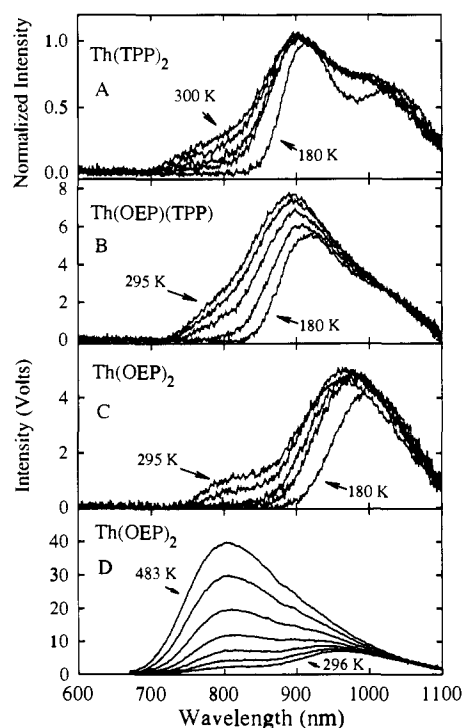 Normalized Intensity
1.0
0.5
0.0
Th(TPP)2
A
300 K
180 K
8
6
4
2
0
Th(OEP)(TPP)
B
295 K
180 K
Intensity (Volts)
4
2
0
Th(OEP)2
C
295 K
180 K
40
30
20
10
0
Th(OEP)2
D
483 K
296 K
600 700 800 900 1000 1100
Wavelength (nm)